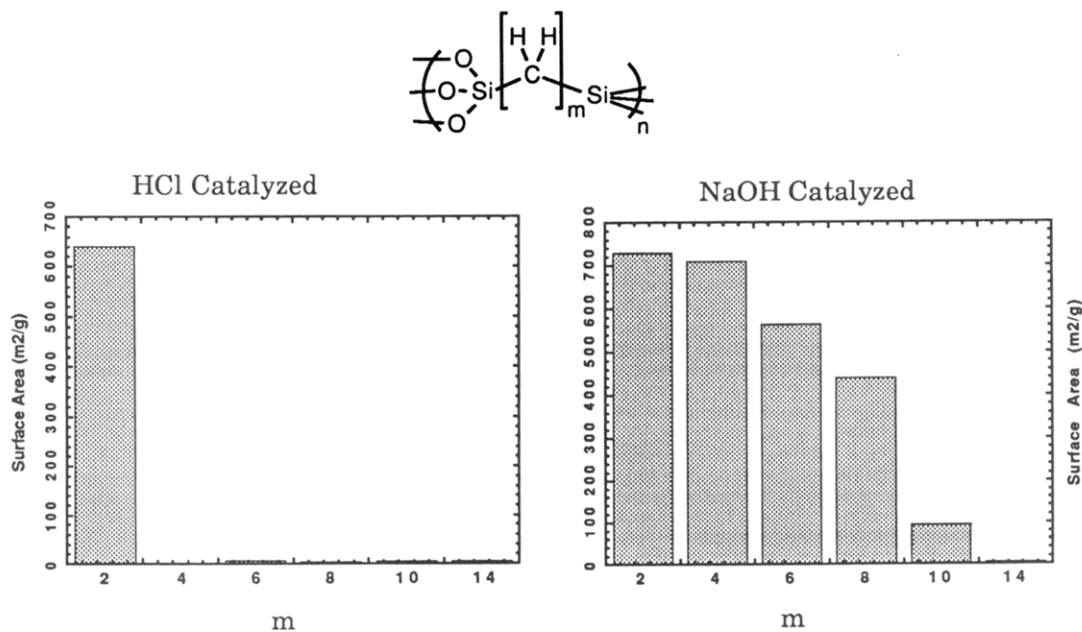 H H
O
O Si C Si
O
m
n
HCl Catalyzed
NaOH Catalyzed
700
600
500
400
300
200
100
0
Surface Area (m2/g)
2 4 6 8 10 14
m
800
700
600
500
400
300
200
100
0
Surface Area (m2/g)
2 4 6 8 10 14
m